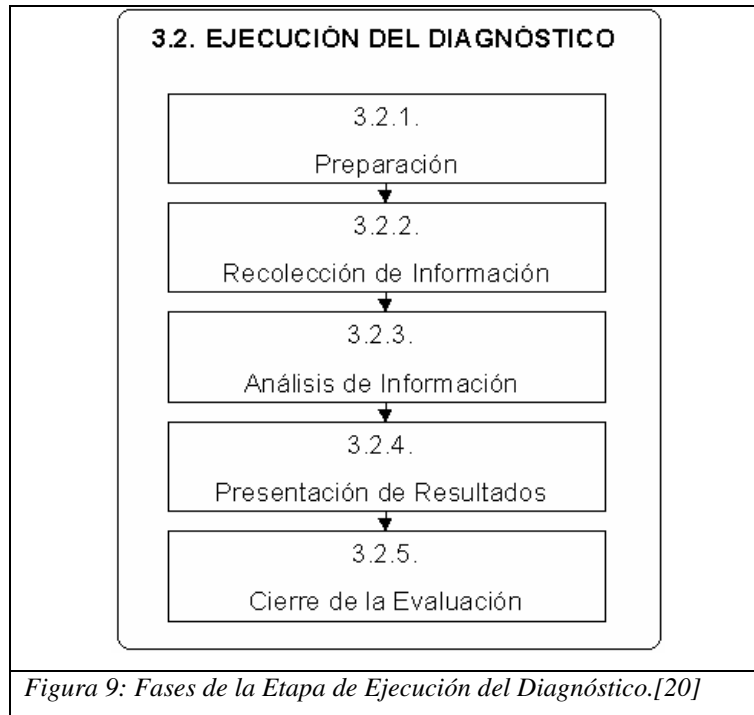 3.2. EJECUCIÓN DEL DIAGNÓSTICO
3.2.1.
Preparación
3.2.2.
Recolección de Información
3.2.3.
Análisis de Información
3.2.4.
Presentación de Resultados
3.2.5.
Cierre de la Evaluación
Figura 9: Fases de la Etapa de Ejecución del Diagnóstico.[20]